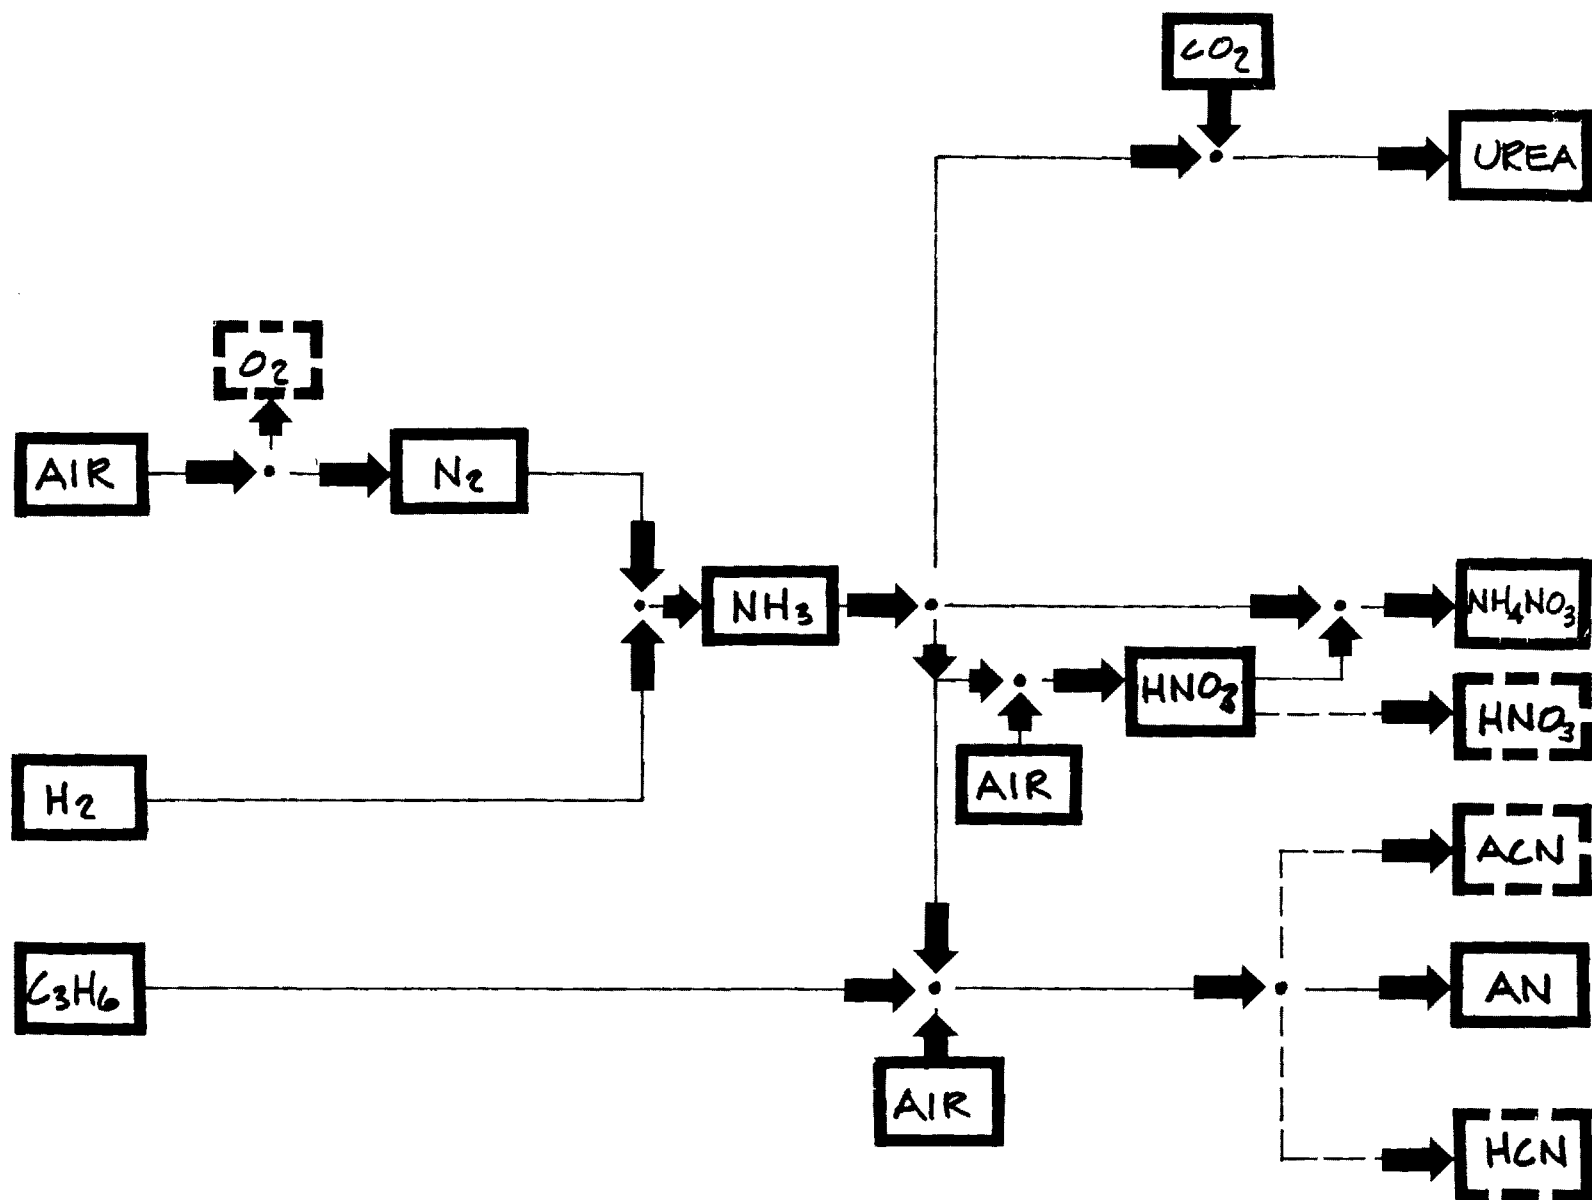 CO2
UREA
O2
AIR
N2
NH3
NH4NO3
HNO3
HNO3
AIR
H2
ACN
C3H6
AN
AIR
HCN